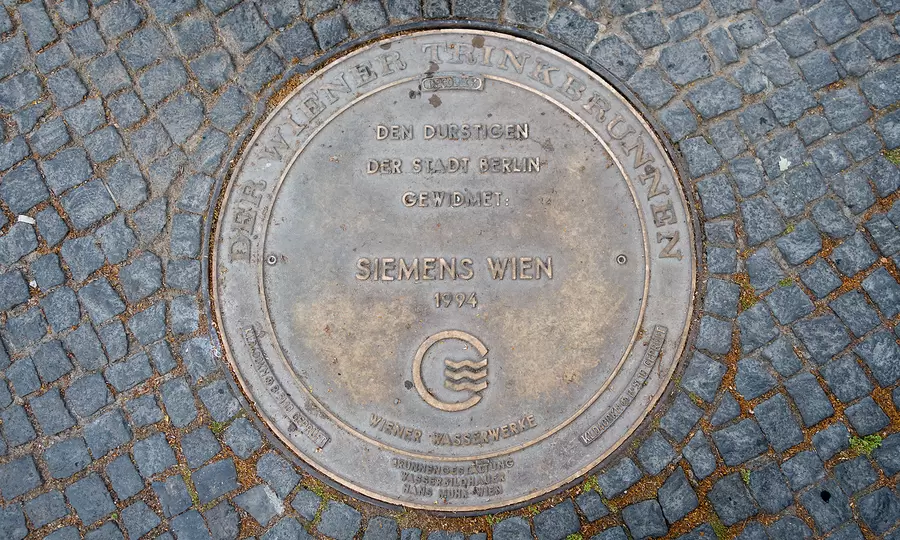 DER WIENER TRINKBRUNNEN
DEN DURSTIGEN
DER STADT BERLIN
GEWIDMET:
SIEMENS WIEN
1994
WIENER WASSERWERKE
BRUNNENGESTALTUNG
WASSERBILDHAUER
HANS MUHR WIEN